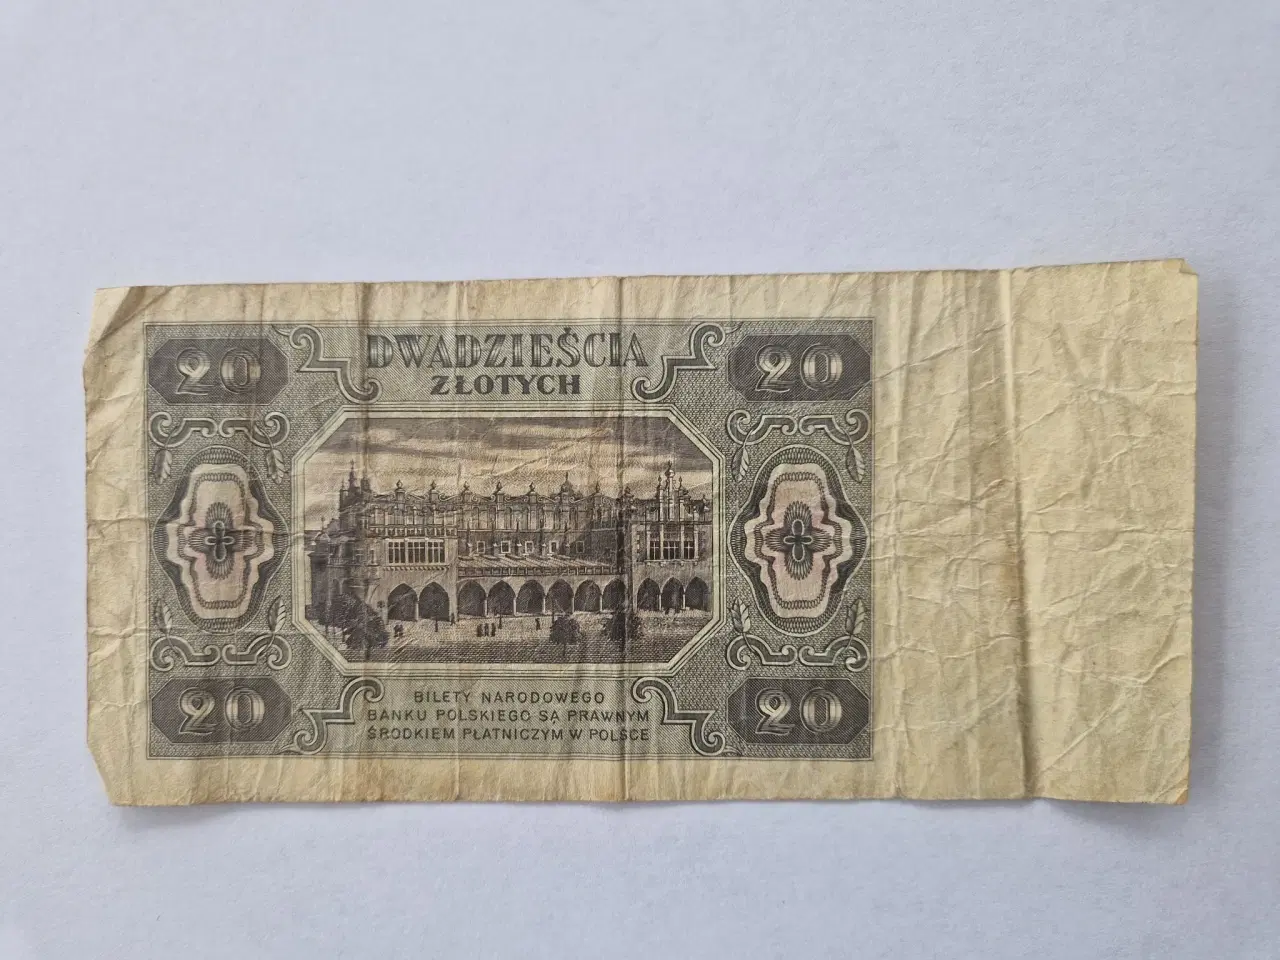 20 DWADZIEŚCIA 20
ZŁOTYCH
20 BILETY NARODOWEGO 20
BANKU POLSKIEGO SĄ PRAWNYM
ŚRODKIEM PŁATNICZYM W POLSCE